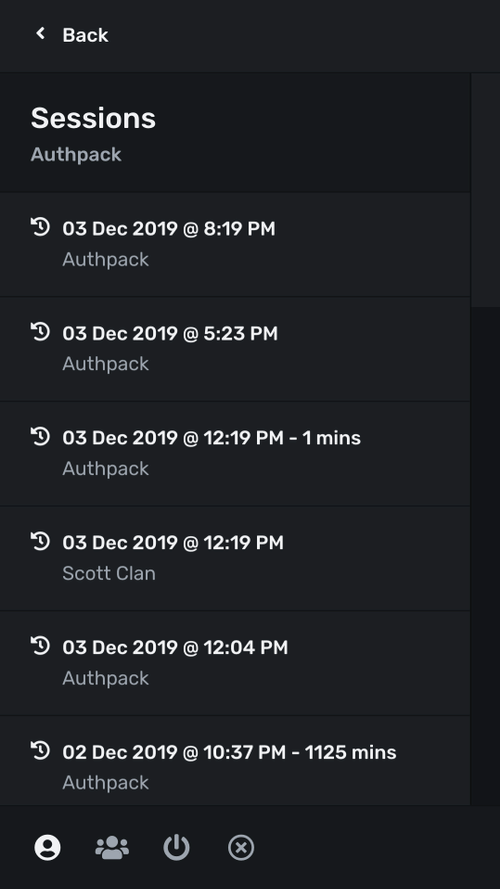 Back
Sessions
Authpack
03 Dec 2019 @ 8:19 PM
Authpack
03 Dec 2019 @ 5:23 PM
Authpack
03 Dec 2019 @ 12:19 PM - 1 mins
Authpack
03 Dec 2019 @ 12:19 PM
Scott Clan
03 Dec 2019 @ 12:04 PM
Authpack
02 Dec 2019 @ 10:37 PM - 1125 mins
Authpack